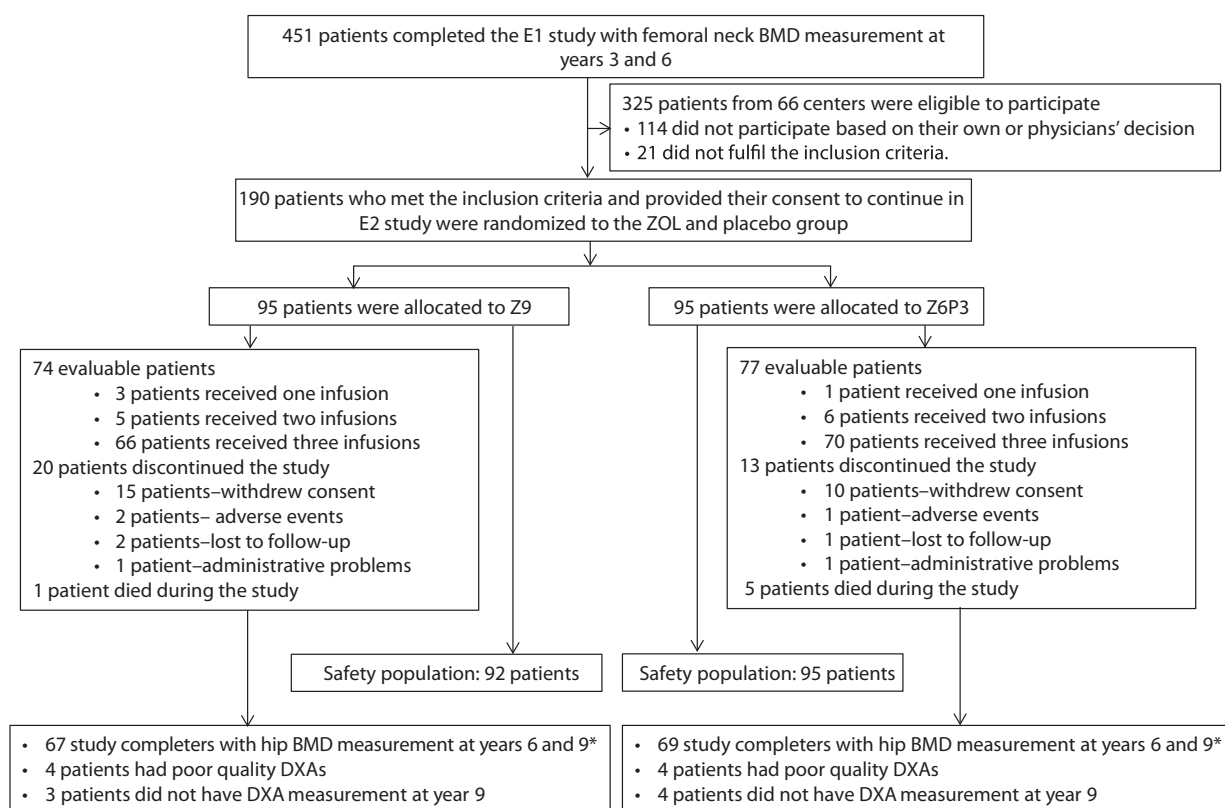 451 patients completed the E1 study with femoral neck BMD measurement at
years 3 and 6
325 patients from 66 centers were eligible to participate
• 114 did not participate based on their own or physicians’ decision
• 21 did not fulfil the inclusion criteria.
190 patients who met the inclusion criteria and provided their consent to continue in
E2 study were randomized to the ZOL and placebo group
95 patients were allocated to Z9
95 patients were allocated to Z6P3
74 evaluable patients
• 3 patients received one infusion
• 5 patients received two infusions
• 66 patients received three infusions
20 patients discontinued the study
• 15 patients–withdrew consent
• 2 patients– adverse events
• 2 patients–lost to follow-up
• 1 patient–administrative problems
1 patient died during the study
77 evaluable patients
• 1 patient received one infusion
• 6 patients received two infusions
• 70 patients received three infusions
13 patients discontinued the study
• 10 patients–withdrew consent
• 1 patient–adverse events
• 1 patient–lost to follow-up
• 1 patient–administrative problems
5 patients died during the study
Safety population: 92 patients
Safety population: 95 patients
• 67 study completers with hip BMD measurement at years 6 and 9*
• 4 patients had poor quality DXAs
• 3 patients did not have DXA measurement at year 9
• 69 study completers with hip BMD measurement at years 6 and 9*
• 4 patients had poor quality DXAs
• 4 patients did not have DXA measurement at year 9